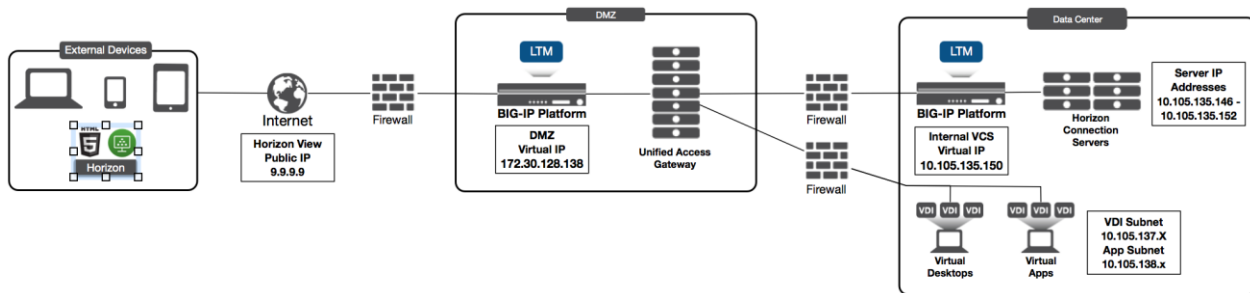 External Devices
HTML
5
Horizon
Internet
Horizon View
Public IP
9.9.9.9
Firewall
DMZ
LTM
BIG-IP Platform
DMZ
Virtual IP
172.30.128.138
Unified Access
Gateway
Firewall
Firewall
Data Center
LTM
BIG-IP Platform
Internal VCS
Virtual IP
10.105.135.150
Horizon
Connection
Servers
Server IP
Addresses
10.105.135.146 -
10.105.135.152
VDI VDI VDI
Virtual
Desktops
VDI VDI VDI
Virtual
Apps
VDI Subnet
10.105.137.X
App Subnet
10.105.138.x